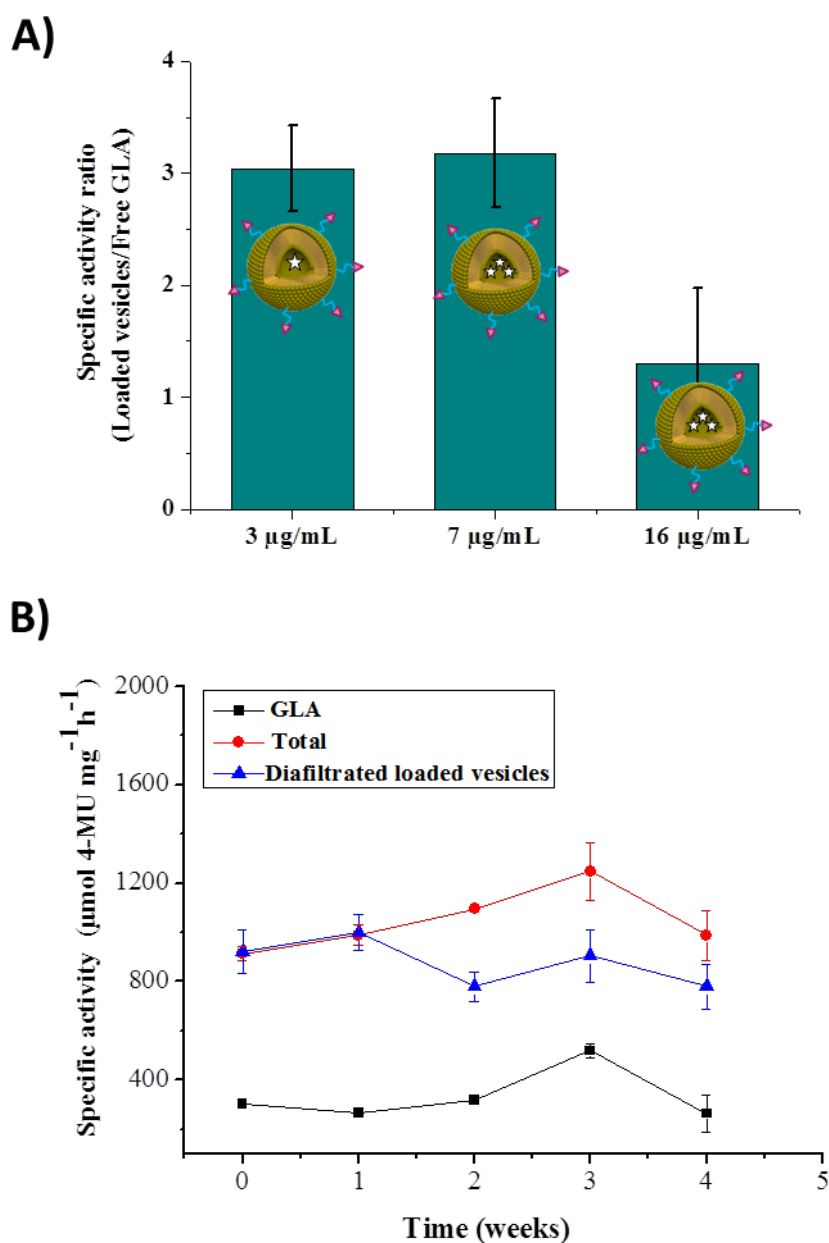 A)
Specific activity ratio
(Loaded vesicles/Free GLA)
4
3
2
1
0
3 µg/mL 7 µg/mL 16 µg/mL
B)
Specific activity (µmol 4-MU mg⁻¹h⁻¹)
2000
1600
1200
800
400
GLA
Total
Diafiltrated loaded vesicles
0 1 2 3 4 5
Time (weeks)